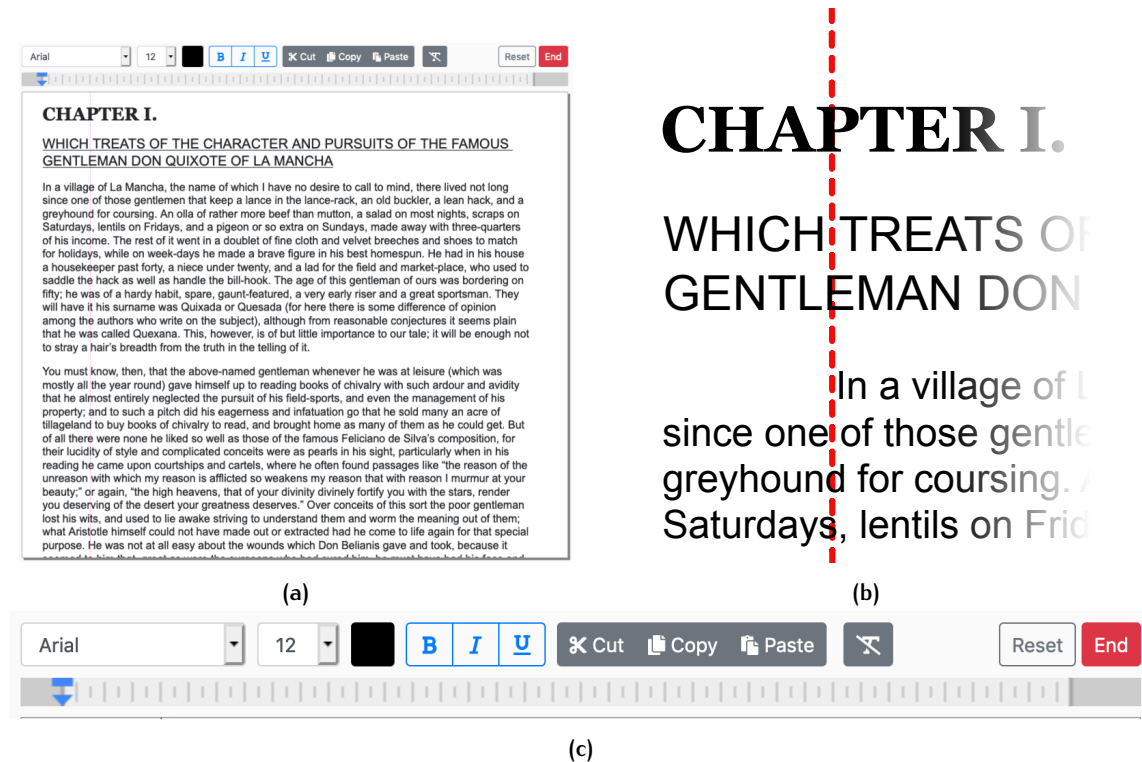 Arial 12 B I U Cut Copy Paste Reset End
CHAPTER I.
WHICH TREATS OF THE CHARACTER AND PURSUITS OF THE FAMOUS
GENTLEMAN DON QUIXOTE OF LA MANCHA
In a village of La Mancha, the name of which I have no desire to call to mind, there lived not long
since one of those gentlemen that keep a lance in the lance-rack, an old buckler, a lean hack, and a
greyhound for coursing. An olla of rather more beef than mutton, a salad on most nights, scraps on
Saturdays, lentils on Fridays, and a pigeon or so extra on Sundays, made away with three-quarters
of his income. The rest of it went in a doublet of fine cloth and velvet breeches and shoes to match
for holidays, while on week-days he made a brave figure in his best homespun. He had in his house
a housekeeper past forty, a niece under twenty, and a lad for the field and market-place, who used to
saddle the hack as well as handle the bill-hook. The age of this gentleman of ours was bordering on
fifty; he was of a hardy habit, spare, gaunt-featured, a very early riser and a great sportsman. They
will have it his surname was Quixada or Quesada (for here there is some difference of opinion
among the authors who write on the subject), although from reasonable conjectures it seems plain
that he was called Quexana. This, however, is of but little importance to our tale; it will be enough not
to stray a hair's breadth from the truth in the telling of it.
You must know, then, that the above-named gentleman whenever he was at leisure (which was
mostly all the year round) gave himself up to reading books of chivalry with such ardour and avidity
that he almost entirely neglected the pursuit of his field-sports, and even the management of his
property; and to such a pitch did his eagerness and infatuation go that he sold many an acre of
tillageland to buy books of chivalry to read, and brought home as many of them as he could get. But
of all there were none he liked so well as those of the famous Feliciano de Silva's composition, for
their lucidity of style and complicated conceits were as pearls in his sight, particularly when in his
reading he came upon courtships and cartels, where he often found passages like "the reason of the
unreason with which my reason is afflicted so weakens my reason that with reason I murmur at your
beauty;" or again, "the high heavens, that of your divinity divinely fortify you with the stars, render
you deserving of the desert your greatness deserves." Over conceits of this sort the poor gentleman
lost his wits, and used to lie awake striving to understand them and worm the meaning out of them;
what Aristotle himself could not have made out or extracted had he come to life again for that special
purpose. He was not at all easy about the wounds which Don Belianis gave and took, because it
(a)
CHAPTER I.
WHICH TREATS OF
GENTLEMAN DON
In a village of L
since one of those gentle
greyhound for coursing. A
Saturdays, lentils on Frid
(b)
Arial 12 B I U Cut Copy Paste Reset End
(c)